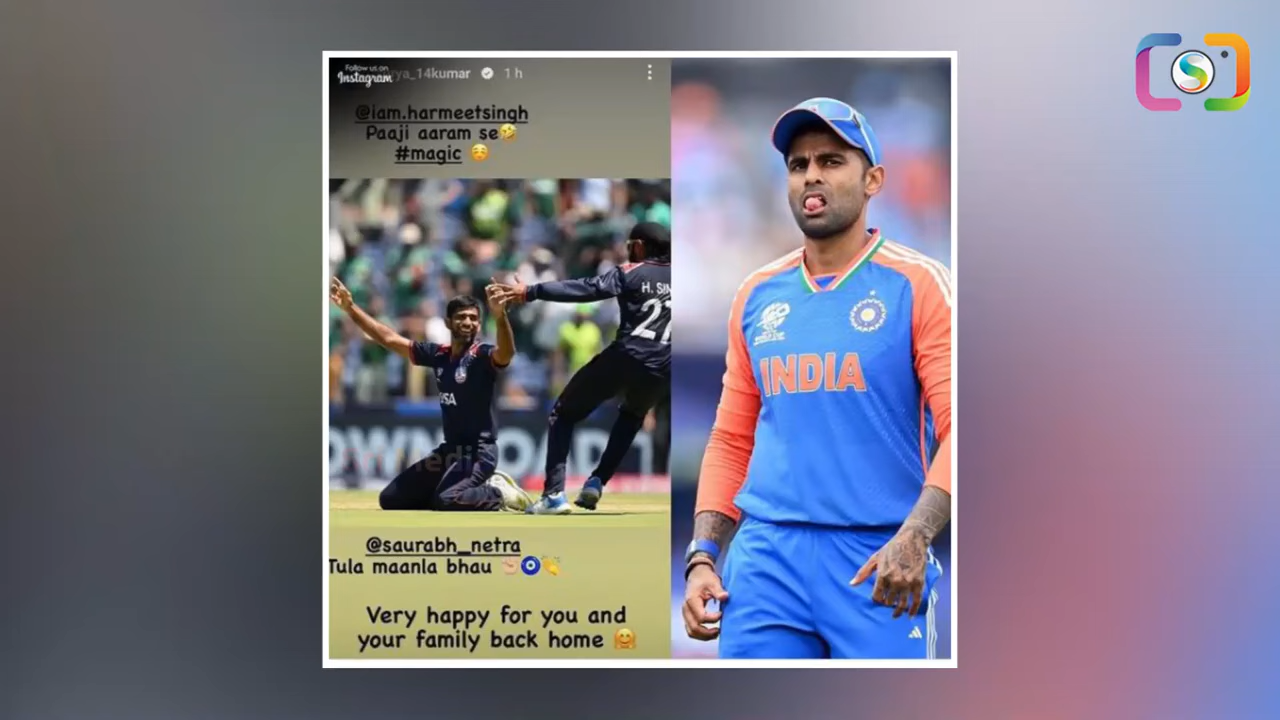 Follow us on
Instagram
ya_14kumar 1 h
@iam.harmeetsingh
Paaji aaram se🤣
#magic ☺️
H. SIN
27
USA
@saurabh_netra
Tula maanla bhau 👌🏻🧿👏
Very happy for you and
your family back home 🤗
INDIA
S